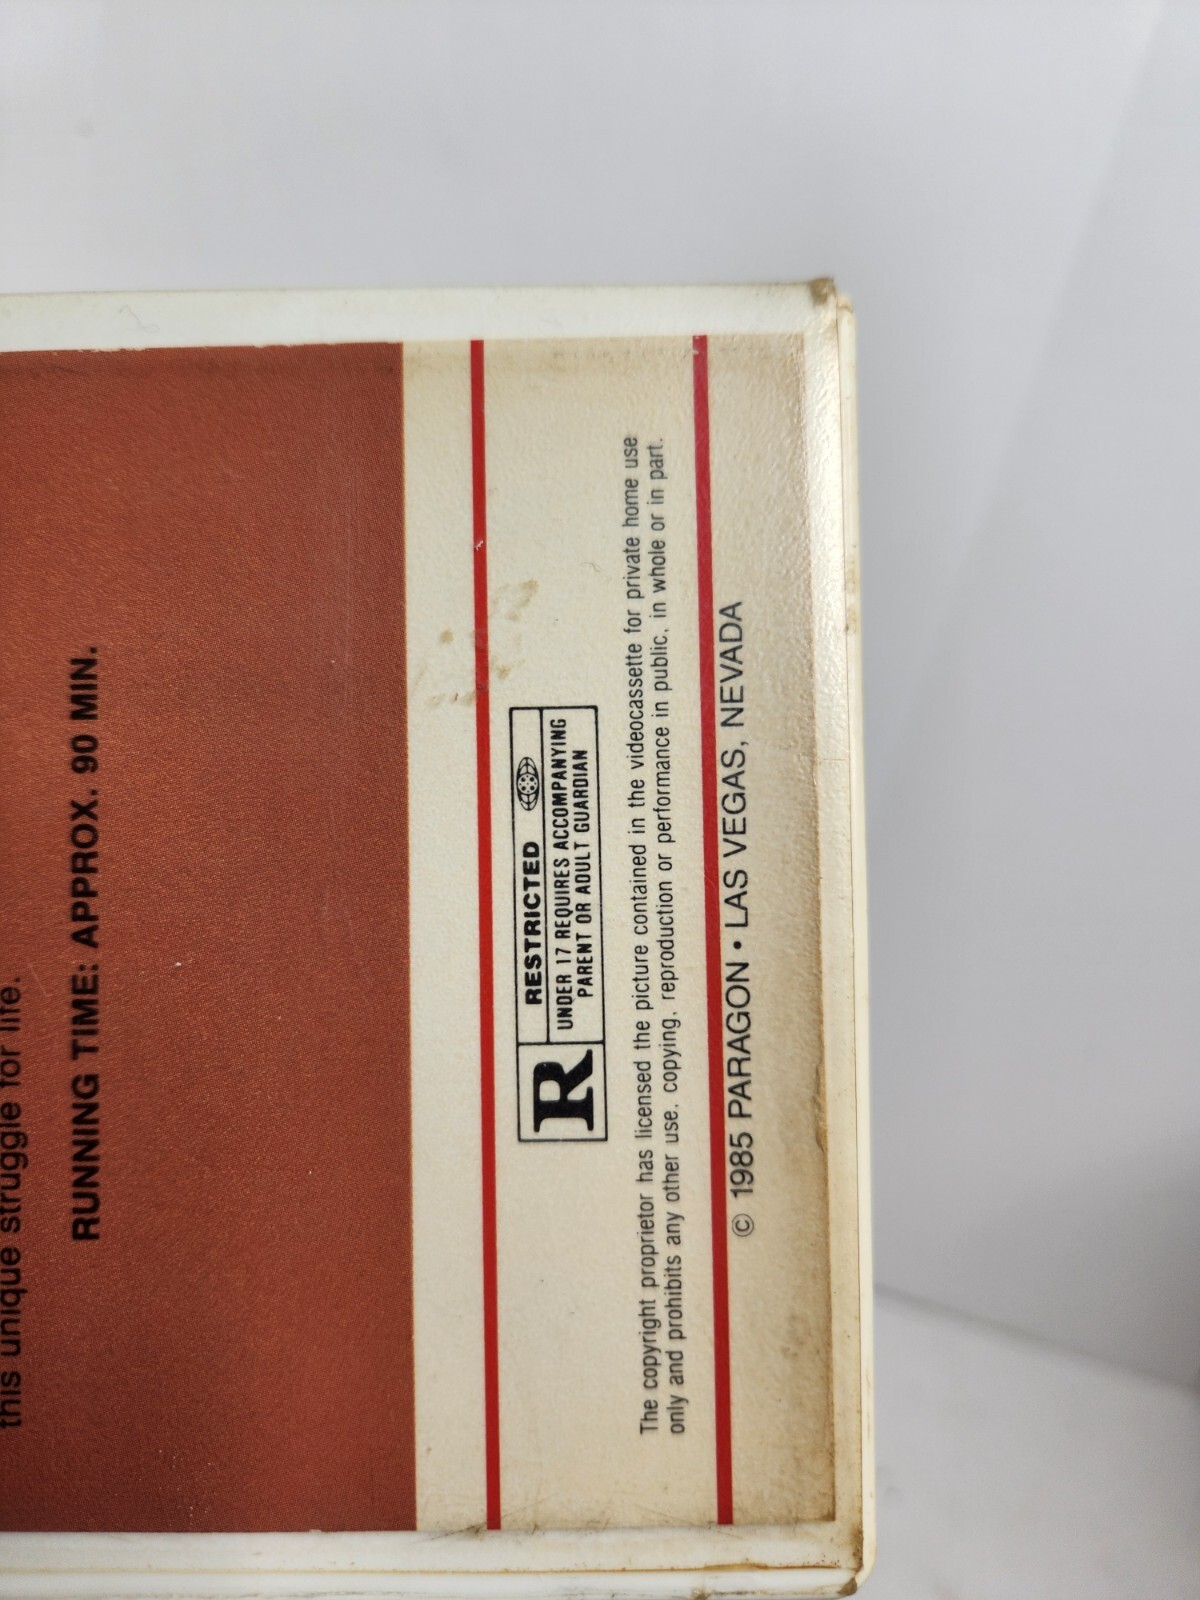 this unique struggle for life.
RUNNING TIME: APPROX. 90 MIN.
R
RESTRICTED
UNDER 17 REQUIRES ACCOMPANYING
PARENT OR ADULT GUARDIAN
The copyright proprietor has licensed the picture contained in the videocassette for private home use
only and prohibits any other use, copying, reproduction or performance in public, in whole or in part.
© 1985 PARAGON • LAS VEGAS, NEVADA